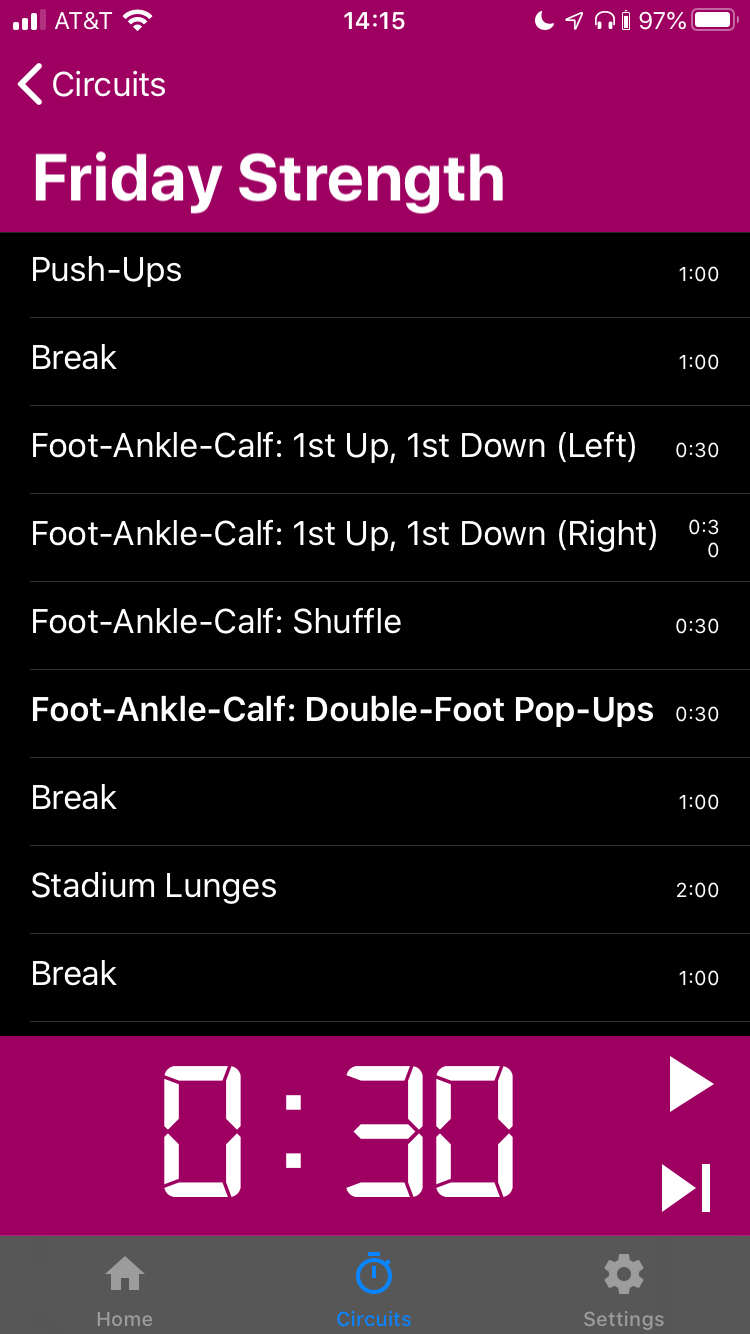 AT&T 14:15 97%
Circuits
Friday Strength
Push-Ups 1:00
Break 1:00
Foot-Ankle-Calf: 1st Up, 1st Down (Left) 0:30
Foot-Ankle-Calf: 1st Up, 1st Down (Right) 0:3
0
Foot-Ankle-Calf: Shuffle 0:30
Foot-Ankle-Calf: Double-Foot Pop-Ups 0:30
Break 1:00
Stadium Lunges 2:00
Break 1:00
0:30
Home Circuits Settings